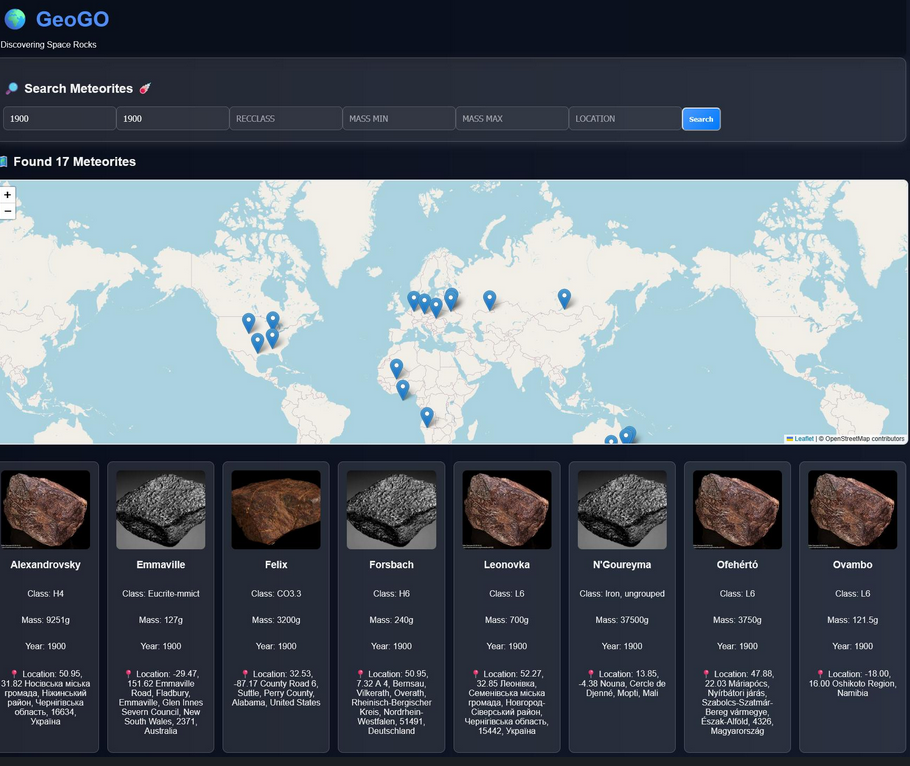 GeoGO
Discovering Space Rocks
Search Meteorites
1900
1900
RECCLASS
MASS MIN
MASS MAX
LOCATION
Search
Found 17 Meteorites
+
−
Leaflet | © OpenStreetMap contributors
Alexandrovsky
Class: H4
Mass: 9251g
Year: 1900
Location: 50.95,
31.82 Носівська міська
громада, Ніжинський
район, Чернігівська
область, 16634,
Україна
Emmaville
Class: Eucrite-mmict
Mass: 127g
Year: 1900
Location: -29.47,
151.62 Emmaville
Road, Fladbury,
Emmaville, Glen Innes
Severn Council, New
South Wales, 2371,
Australia
Felix
Class: CO3.3
Mass: 3200g
Year: 1900
Location: 32.53,
-87.17 County Road 6,
Suttle, Perry County,
Alabama, United States
Forsbach
Class: H6
Mass: 240g
Year: 1900
Location: 50.95,
7.32 A 4, Bernsau,
Vilkerath, Overath,
Rheinisch-Bergischer
Kreis, Nordrhein-
Westfalen, 51491,
Deutschland
Leonovka
Class: L6
Mass: 700g
Year: 1900
Location: 52.27,
32.85 Леонівка,
Семенівська міська
громада, Новгород-
Сіверський район,
Чернігівська область,
15442, Україна
N'Goureyma
Class: Iron, ungrouped
Mass: 37500g
Year: 1900
Location: 13.85,
-4.38 Nouna, Cercle de
Djenné, Mopti, Mali
Ofehértó
Class: L6
Mass: 3750g
Year: 1900
Location: 47.88,
22.03 Máriapócs,
Nyírbátori járás,
Szabolcs-Szatmár-
Bereg vármegye,
Észak-Alföld, 4326,
Magyarország
Ovambo
Class: L6
Mass: 121.5g
Year: 1900
Location: -18.00,
16.00 Oshikoto Region,
Namibia